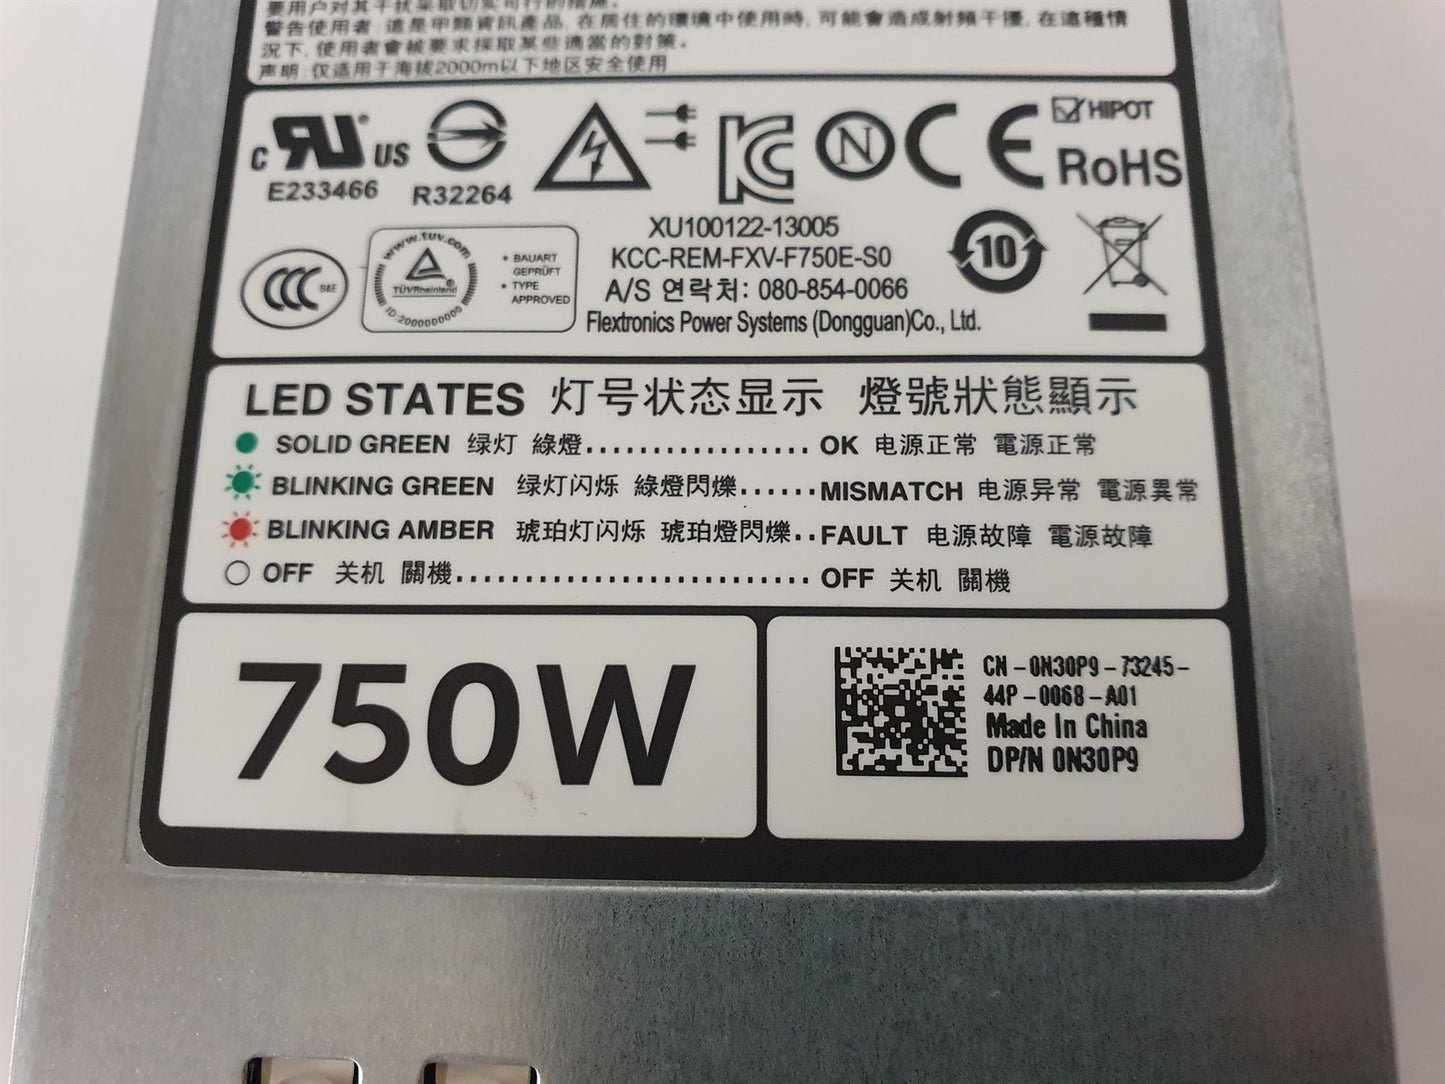 要用户对其干扰采取切实可行的措施。
警告使用者: 這是甲類資訊產品, 在居住的環境中使用時, 可能會造成射頻干擾, 在這種情
況下, 使用者會被要求採取某些適當的對策。
声明: 仅适用于海拔2000m以下地区安全使用
HIPOT
C RU ® US N CE RoHS
E233466 R32264
XU100122-13005
KCC-REM-FXV-F750E-S0
A/S 연락처: 080-854-0066
Flextronics Power Systems (Dongguan)Co., Ltd.
CCC S&E
www.tuv.com
TÜVRheinland ®
ID:2000000000
• BAUART
GEPRÜFT
• TYPE
APPROVED
10
LED STATES 灯号状态显示 燈號狀態顯示
SOLID GREEN 绿灯 綠燈.................. OK 电源正常 電源正常
BLINKING GREEN 绿灯闪烁 綠燈閃爍......MISMATCH 电源异常 電源異常
BLINKING AMBER 琥珀灯闪烁 琥珀燈閃爍..FAULT 电源故障 電源故障
OFF 关机 關機............................ OFF 关机 關機
750W
CN-0N30P9-73245-
44P-0068-A01
Made In China
DP/N 0N30P9